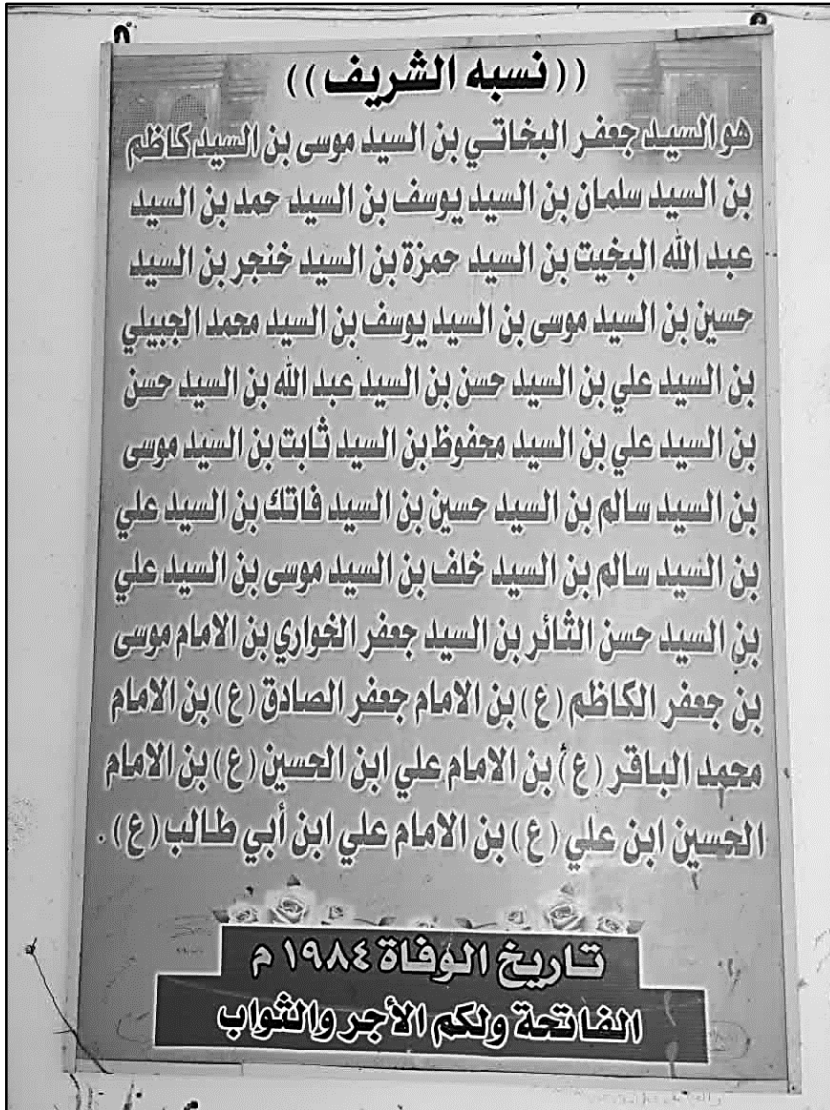 ((نسبه الشريف))
هو السيد جعفر البخاتي بن السيد موسى بن السيد كاظم
بن السيد سلمان بن السيد يوسف بن السيد حمد بن السيد
عبد الله البخيت بن السيد حمزة بن السيد خنجر بن السيد
حسين بن السيد موسى بن السيد يوسف بن السيد محمد الجبيلي
بن السيد علي بن السيد حسن بن السيد عبد الله بن السيد حسن
بن السيد علي بن السيد محفوظ بن السيد ثابت بن السيد موسى
بن السيد سالم بن السيد حسين بن السيد فاتك بن السيد علي
بن السيد سالم بن السيد خلف بن السيد موسى بن السيد علي
بن السيد حسن الثائر بن السيد جعفر الخواري بن الامام موسى
بن جعفر الكاظم (ع) بن الامام جعفر الصادق (ع) بن الامام
محمد الباقر (ع) بن الامام علي ابن الحسين (ع) بن الامام
الحسين ابن علي (ع) بن الامام علي ابن أبي طالب (ع).
تاريخ الوفاة ١٩٨٤ م
الفاتحة ولكم الأجر والثواب